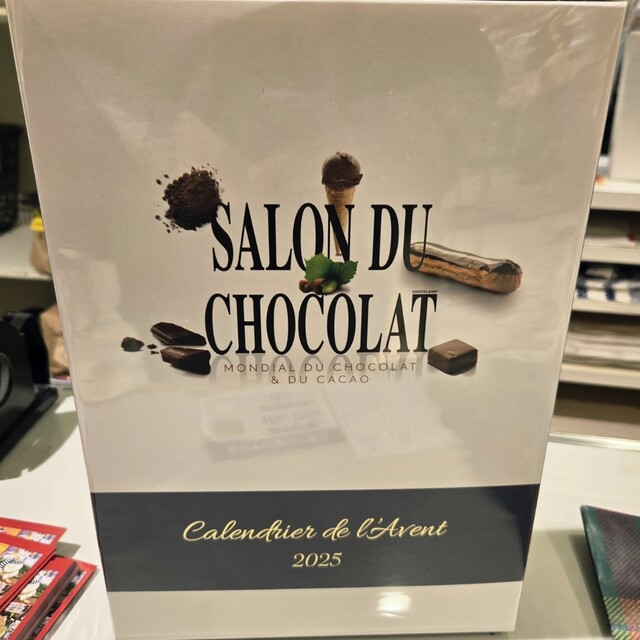 SALON DU
CHOCOLAT
MONDIAL DU CHOCOLAT
& DU CACAO
Calendrier de l'Avent
2025